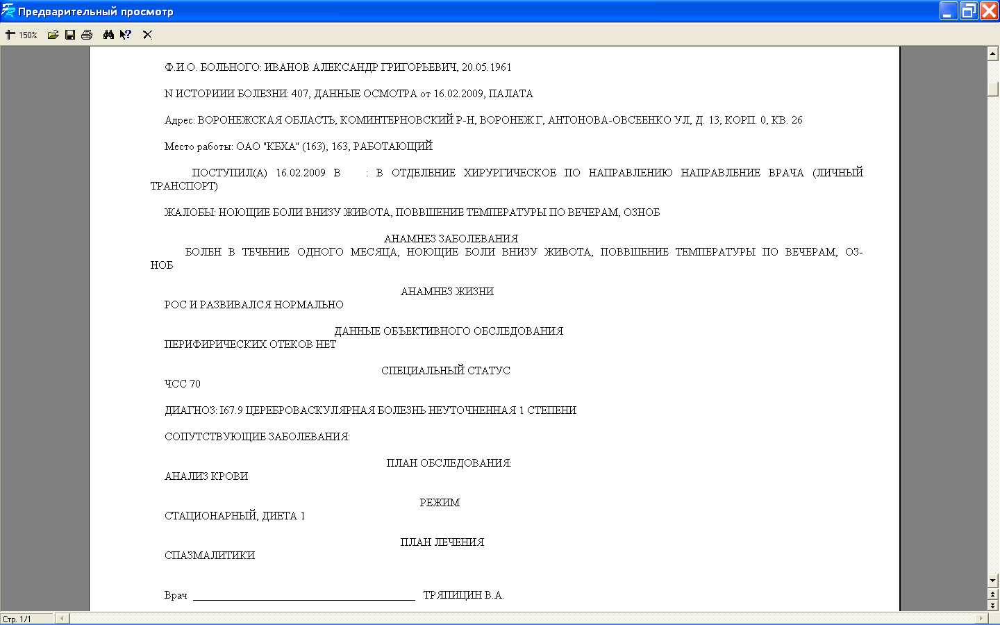 Предварительный просмотр
150%
Ф.И.О. БОЛЬНОГО: ИВАНОВ АЛЕКСАНДР ГРИГОРЬЕВИЧ, 20.05.1961
N ИСТОРИИИ БОЛЕЗНИ: 407, ДАННЫЕ ОСМОТРА от 16.02.2009, ПАЛАТА
Адрес: ВОРОНЕЖСКАЯ ОБЛАСТЬ, КОМИНТЕРНОВСКИЙ Р-Н, ВОРОНЕЖ Г, АНТОНОВА-ОВСЕЕНКО УЛ, Д. 13, КОРП. 0, КВ. 26
Место работы: ОАО "КБХА" (163), 163, РАБОТАЮЩИЙ
ПОСТУПИЛ(А) 16.02.2009 В : В ОТДЕЛЕНИЕ ХИРУРГИЧЕСКОЕ ПО НАПРАВЛЕНИЮ НАПРАВЛЕНИЕ ВРАЧА (ЛИЧНЫЙ
ТРАНСПОРТ)
ЖАЛОБЫ: НОЮЩИЕ БОЛИ ВНИЗУ ЖИВОТА, ПОВВШЕНИЕ ТЕМПЕРАТУРЫ ПО ВЕЧЕРАМ, ОЗНОБ
АНАМНЕЗ ЗАБОЛЕВАНИЯ
БОЛЕН В ТЕЧЕНИЕ ОДНОГО МЕСЯЦА, НОЮЩИЕ БОЛИ ВНИЗУ ЖИВОТА, ПОВВШЕНИЕ ТЕМПЕРАТУРЫ ПО ВЕЧЕРАМ, ОЗ-
НОБ
АНАМНЕЗ ЖИЗНИ
РОС И РАЗВИВАЛСЯ НОРМАЛЬНО
ДАННЫЕ ОБЪЕКТИВНОГО ОБСЛЕДОВАНИЯ
ПЕРИФИРИЧЕСКИХ ОТЕКОВ НЕТ
СПЕЦИАЛЬНЫЙ СТАТУС
ЧСС 70
ДИАГНОЗ: I67.9 ЦЕРЕБРОВАСКУЛЯРНАЯ БОЛЕЗНЬ НЕУТОЧНЕННАЯ 1 СТЕПЕНИ
СОПУТСТВУЮЩИЕ ЗАБОЛЕВАНИЯ:
ПЛАН ОБСЛЕДОВАНИЯ:
АНАЛИЗ КРОВИ
РЕЖИМ
СТАЦИОНАРНЫЙ, ДИЕТА 1
ПЛАН ЛЕЧЕНИЯ
СПАЗМАЛИТИКИ
Врач ________________________________________ ТРЯПИЦИН В.А.
Стр. 1/1